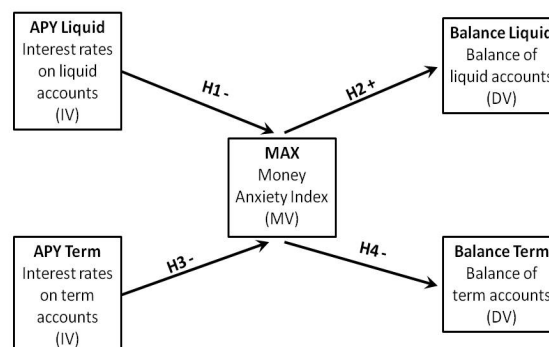 APY Liquid
Interest rates
on liquid
accounts
(IV)
H1-
H2+
Balance Liquid
Balance of
liquid accounts
(DV)
MAX
Money
Anxiety Index
(MV)
APY Term
Interest rates
on term
accounts
(IV)
H3-
H4-
Balance Term
Balance of
term accounts
(DV)